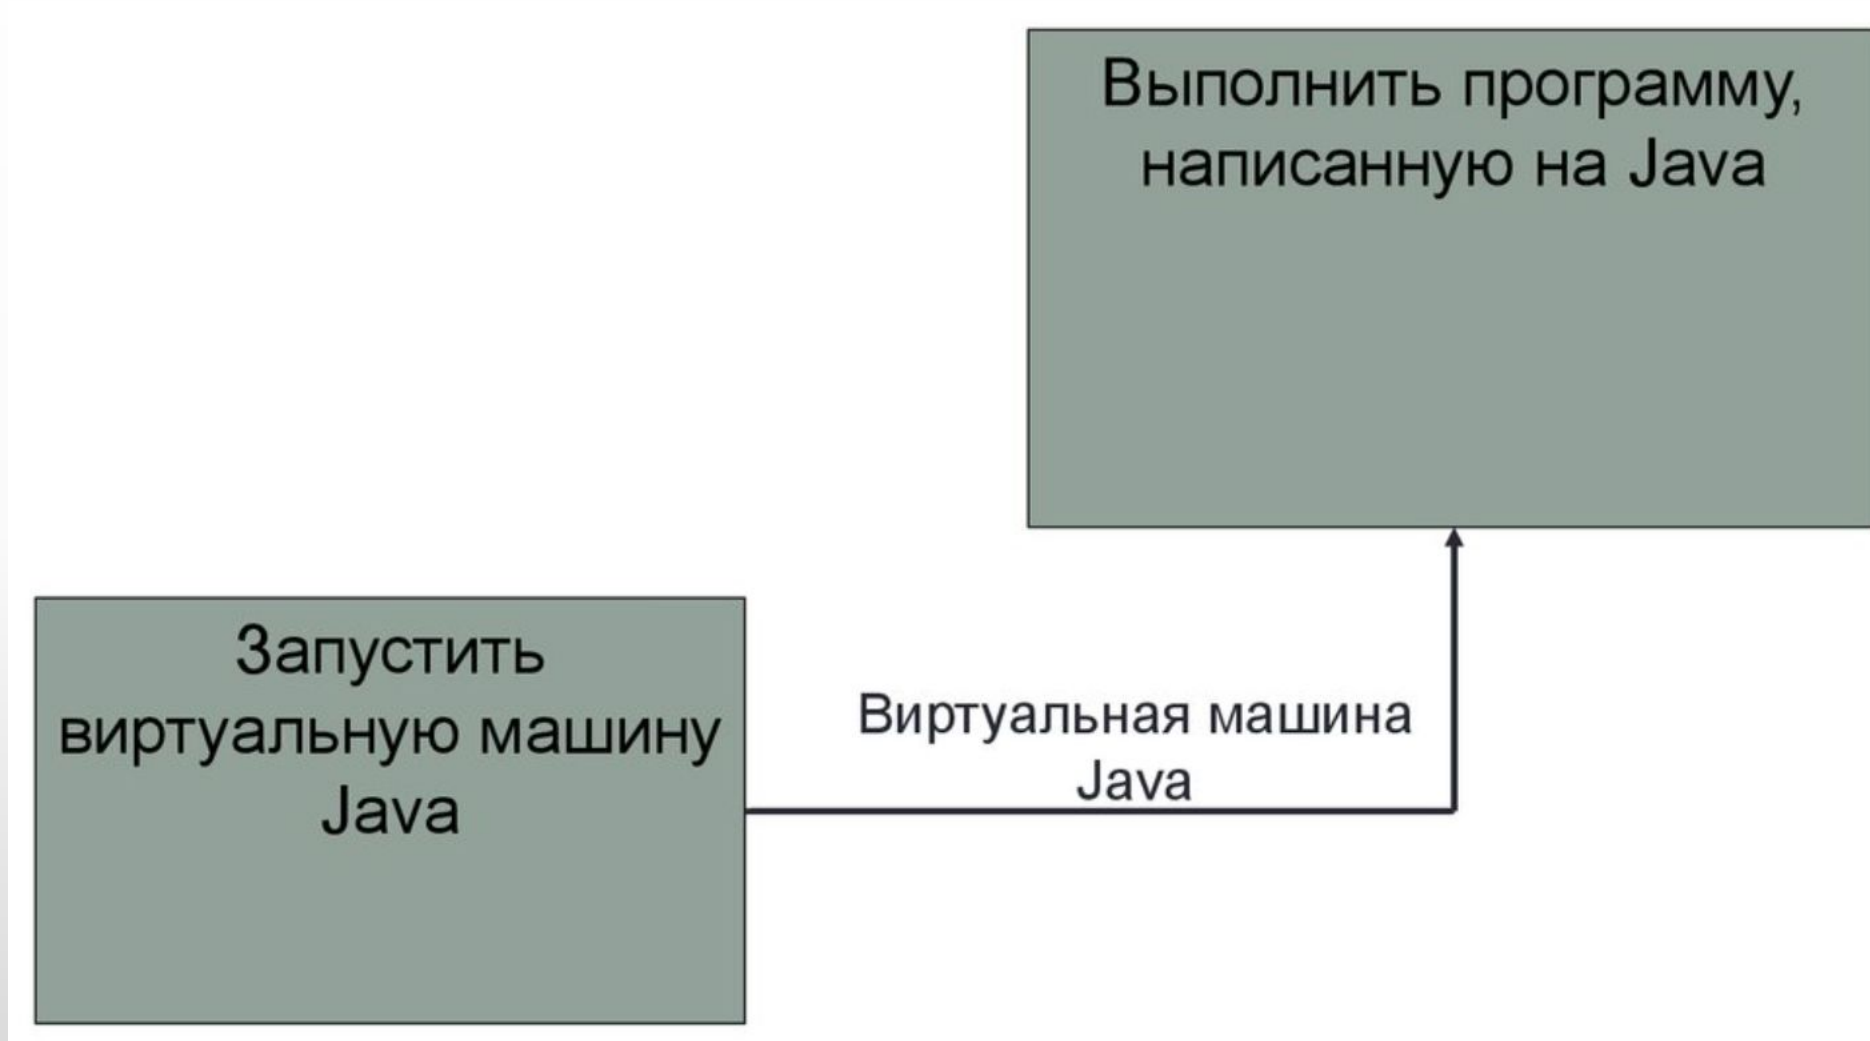 Выполнить программу,
написанную на Java
Запустить
виртуальную машину
Java
Виртуальная машина
Java